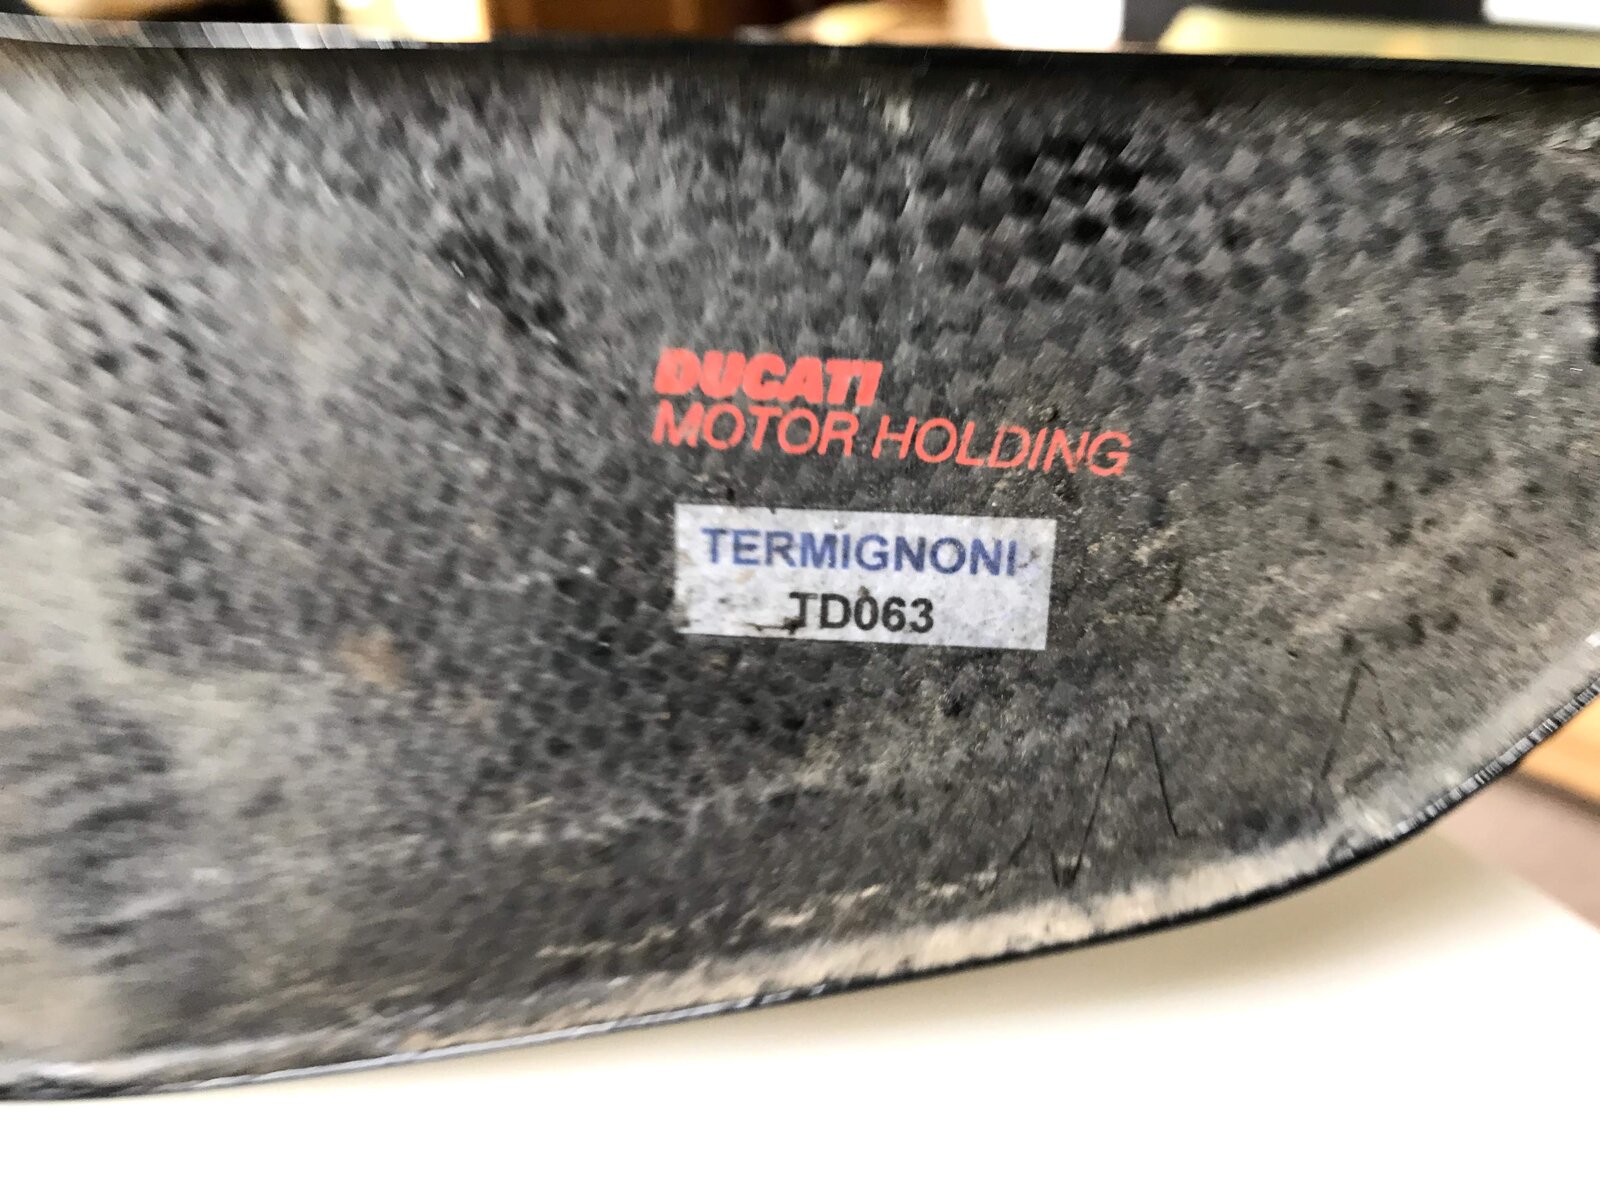 DUCATI
MOTOR HOLDING
TERMIGNONI
TD063